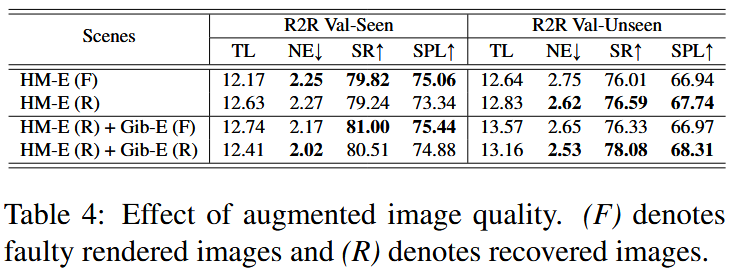 Scenes R2R Val-Seen R2R Val-Unseen
TL NE↓ SR↑ SPL↑ TL NE↓ SR↑ SPL↑
HM-E (F) 12.17 2.25 79.82 75.06 12.64 2.75 76.01 66.94
HM-E (R) 12.63 2.27 79.24 73.34 12.83 2.62 76.59 67.74
HM-E (R) + Gib-E (F) 12.74 2.17 81.00 75.44 13.57 2.65 76.33 66.97
HM-E (R) + Gib-E (R) 12.41 2.02 80.51 74.88 13.16 2.53 78.08 68.31
Table 4: Effect of augmented image quality. (F) denotes
faulty rendered images and (R) denotes recovered images.